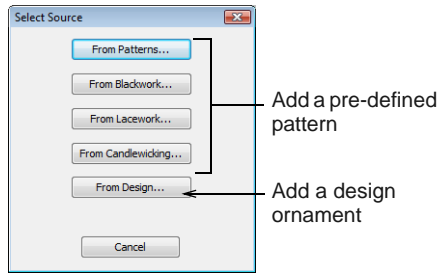 Select Source
From Patterns...
From Blackwork...
From Lacework...
From Candlewicking...
From Design...
Cancel
Add a pre-defined
pattern
Add a design
ornament